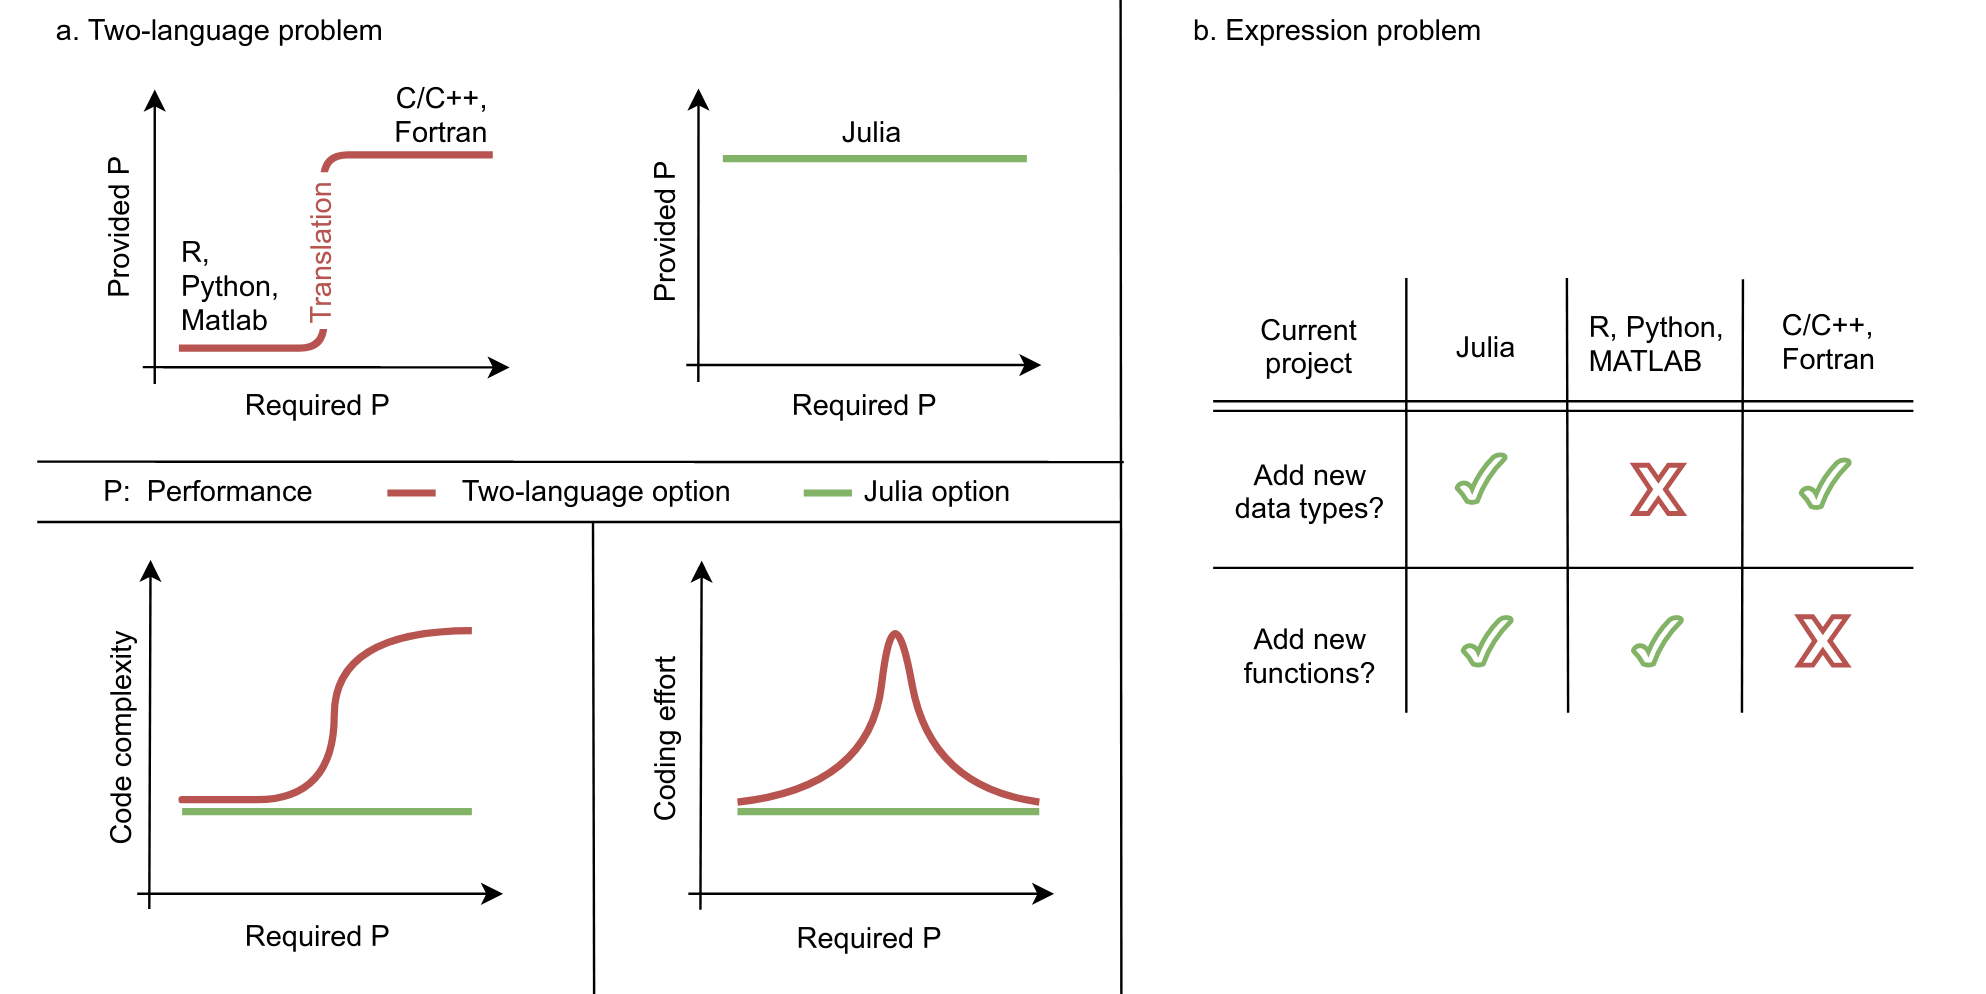 a. Two-language problem
C/C++,
Fortran
Provided P
R,
Python,
Matlab
Translation
Required P
Julia
Provided P
Required P
P: Performance
Two-language option
Julia option
Code complexity
Required P
Coding effort
Required P
b. Expression problem
Current
project
Julia
R, Python,
MATLAB
C/C++,
Fortran
Add new
data types?
Add new
functions?